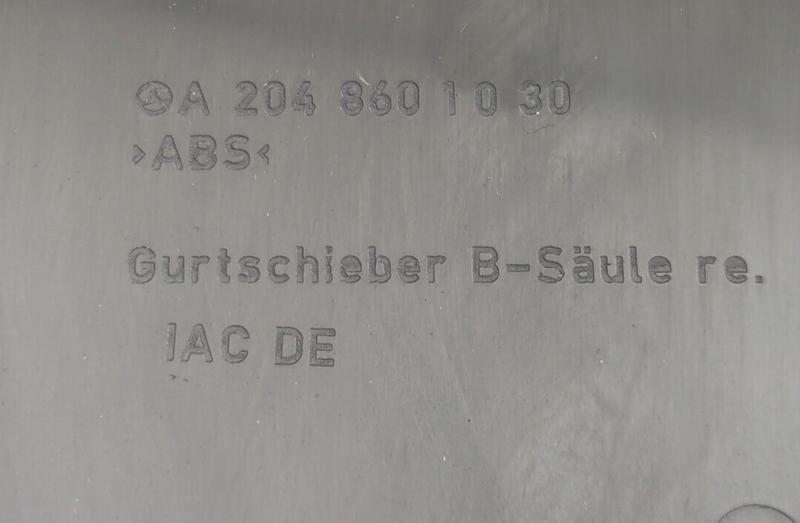 A 204 860 10 30
>ABS<
Gurtschieber B-Säule re.
IAC DE